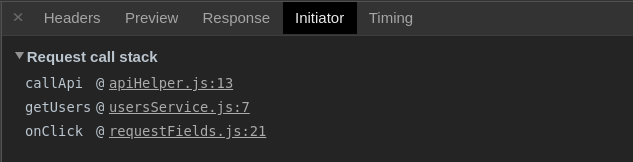 × Headers Preview Response Initiator Timing
▼ Request call stack
callApi @ apiHelper.js:13
getUsers @ usersService.js:7
onClick @ requestFields.js:21